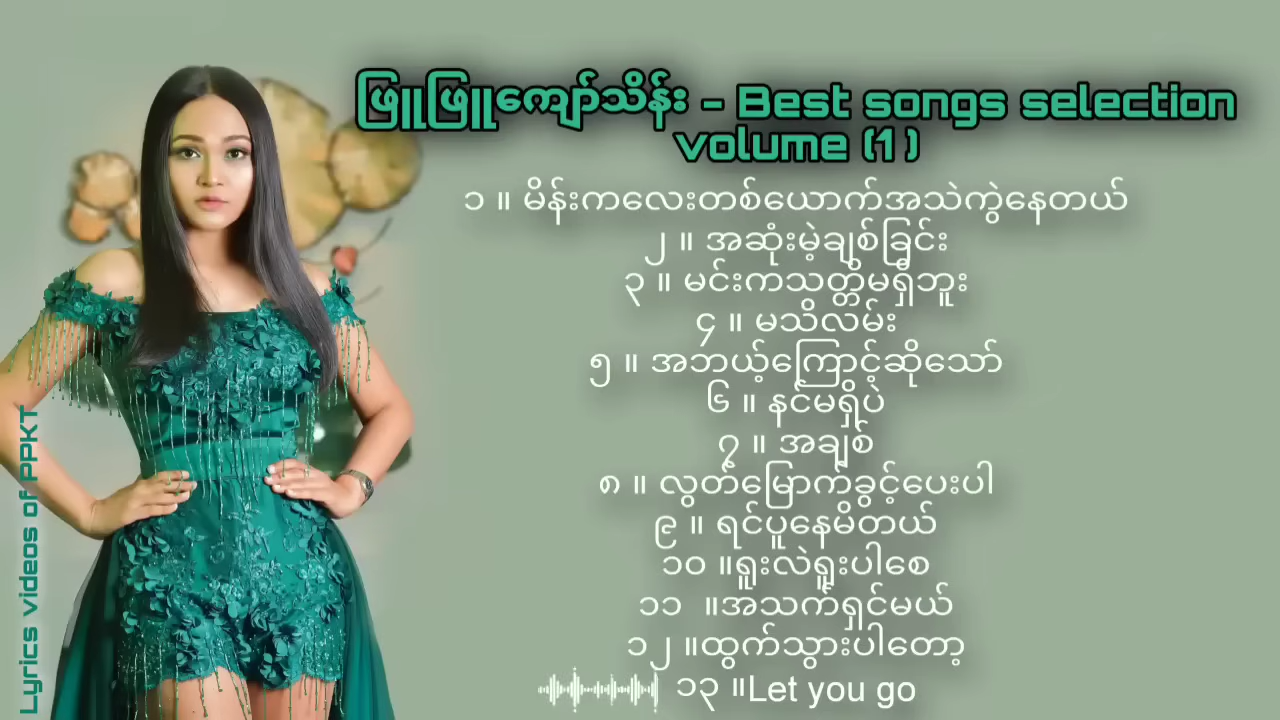 ဖြူဖြူကျော်သိန်း - Best songs selection
volume (1 )
၁ ။ မိန်းကလေးတစ်ယောက်အသဲကွဲနေတယ်
၂ ။ အဆုံးမဲ့ချစ်ခြင်း
၃ ။ မင်းကသတ္တိမရှိဘူး
၄ ။ မသိလမ်း
၅ ။ အဘယ့်ကြောင့်ဆိုသော်
၆ ။ နင်မရှိပဲ
၇ ။ အချစ်
၈ ။ လွတ်မြောက်ခွင့်ပေးပါ
၉ ။ ရင်ပူနေမိတယ်
၁၀ ။ရူးလဲရူးပါစေ
၁၁ ။အသက်ရှင်မယ်
၁၂ ။ထွက်သွားပါတော့
၁၃ ။Let you go
Lyrics videos of PPKT